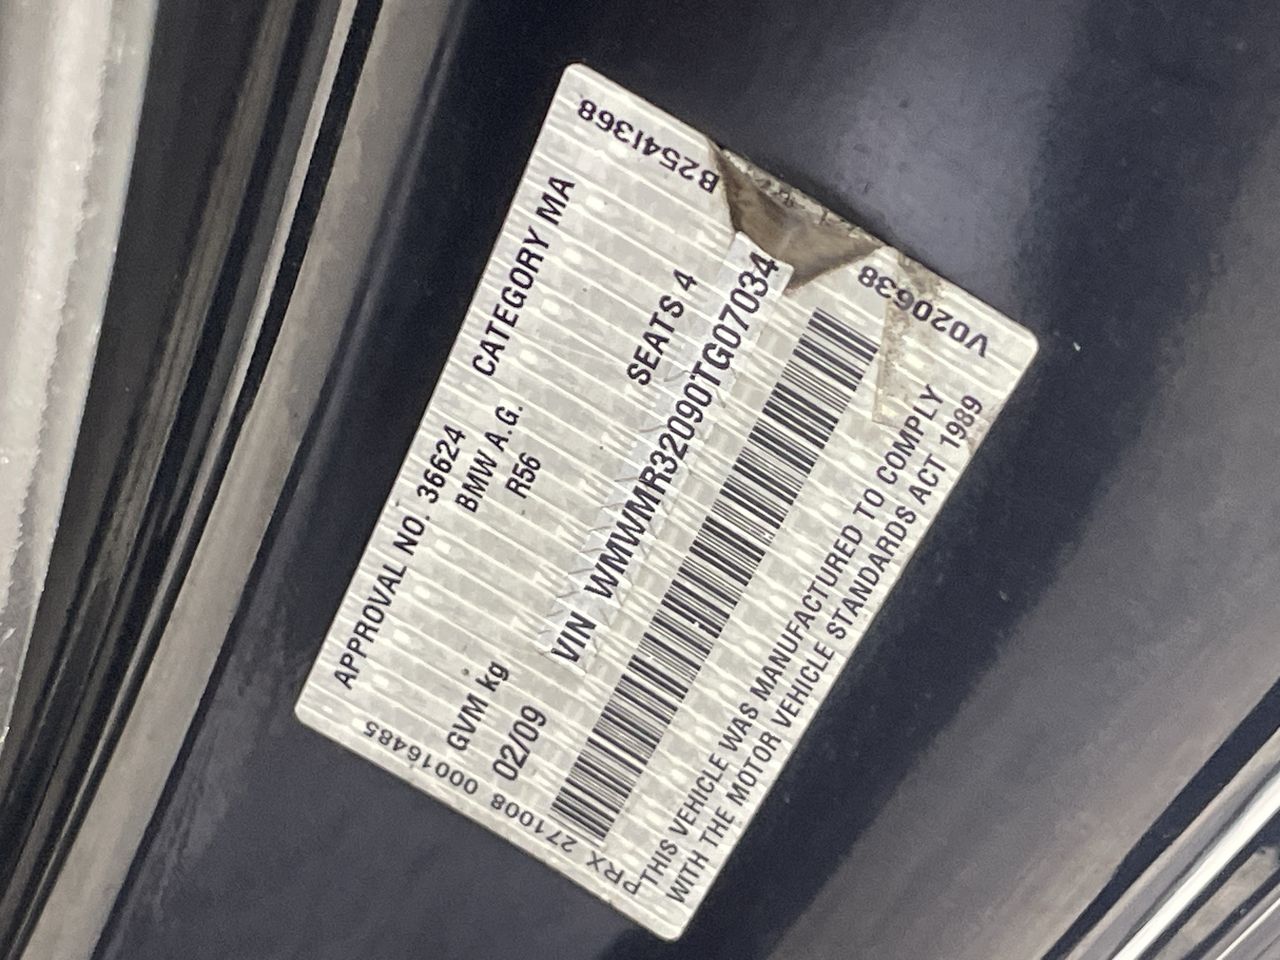 APPROVAL NO. 36624 CATEGORY MA
BMW A.G.
R56
GVM kg
02/09 SEATS 4
VIN WMWMR32090TG07034
THIS VEHICLE WAS MANUFACTURED TO COMPLY
WITH THE MOTOR VEHICLE STANDARDS ACT 1989
B2541368
V020638
RX 271008 00016485